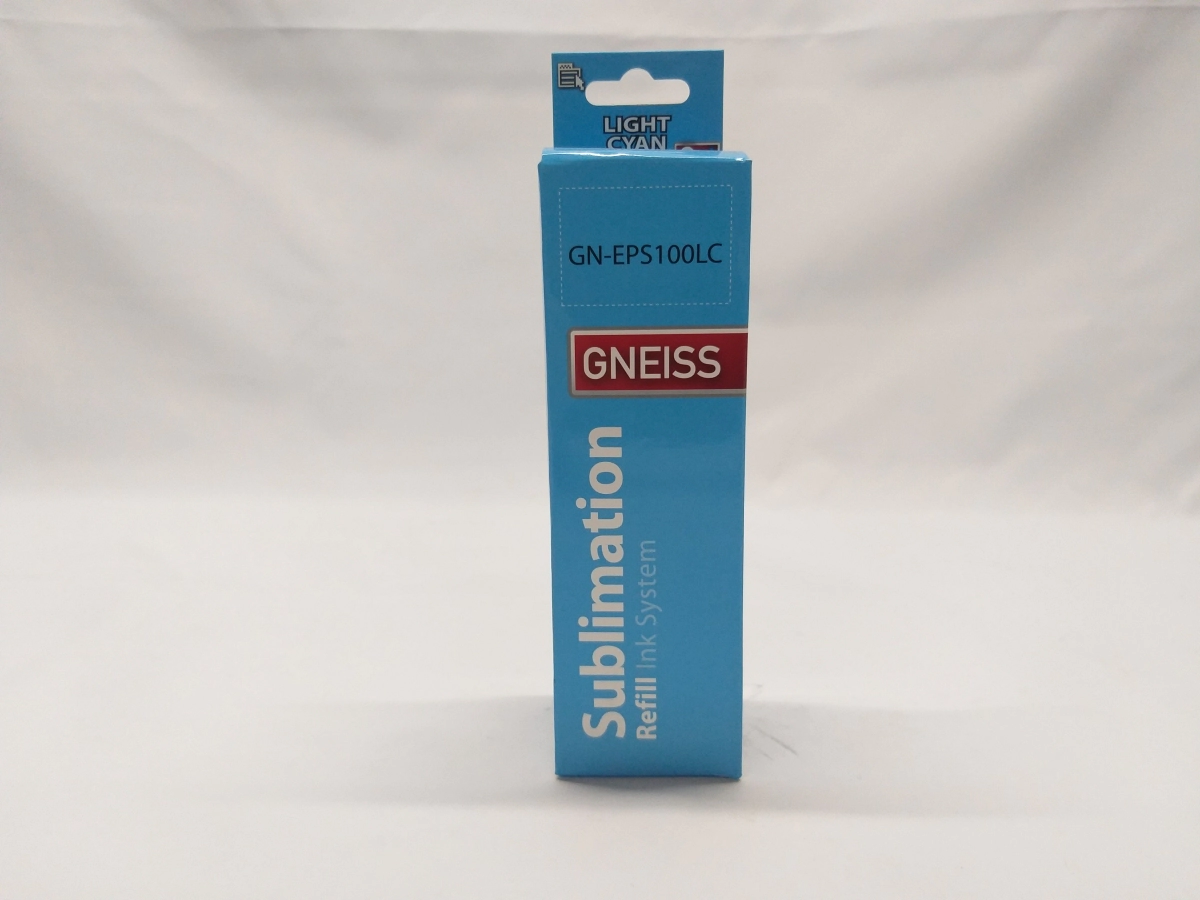 LIGHT
CYAN
GN-EPS100LC
GNEISS
Sublimation
Refill Ink System